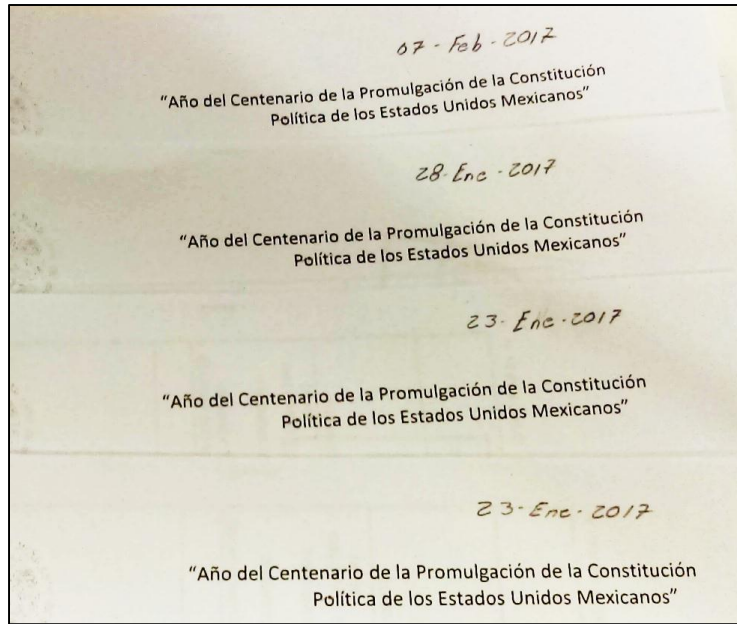 07 - Feb - 2017
"Año del Centenario de la Promulgación de la Constitución
Política de los Estados Unidos Mexicanos"
28 - Ene - 2017
"Año del Centenario de la Promulgación de la Constitución
Política de los Estados Unidos Mexicanos"
23 - Ene - 2017
"Año del Centenario de la Promulgación de la Constitución
Política de los Estados Unidos Mexicanos"
23 - Ene - 2017
"Año del Centenario de la Promulgación de la Constitución
Política de los Estados Unidos Mexicanos"